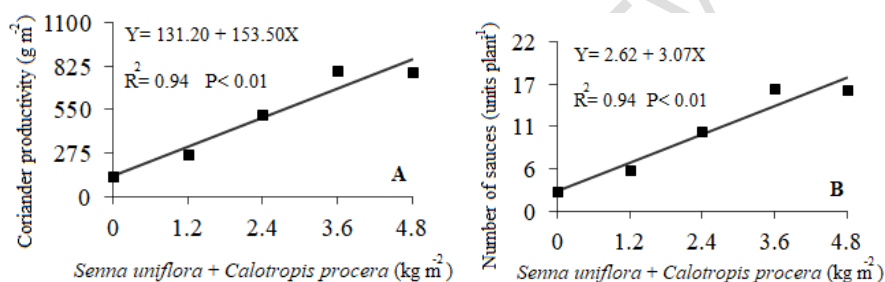 1100
825
550
275
0
Coriander productivity (g m⁻²)
Y= 131.20 + 153.50X
R²= 0.94 P< 0.01
A
0 1.2 2.4 3.6 4.8
Senna uniflora + Calotropis procera (kg m⁻²)
22
17
11
6
0
Number of sauces (units plant⁻¹)
Y= 2.62 + 3.07X
R²= 0.94 P< 0.01
B
0 1.2 2.4 3.6 4.8
Senna uniflora + Calotropis procera (kg m⁻²)